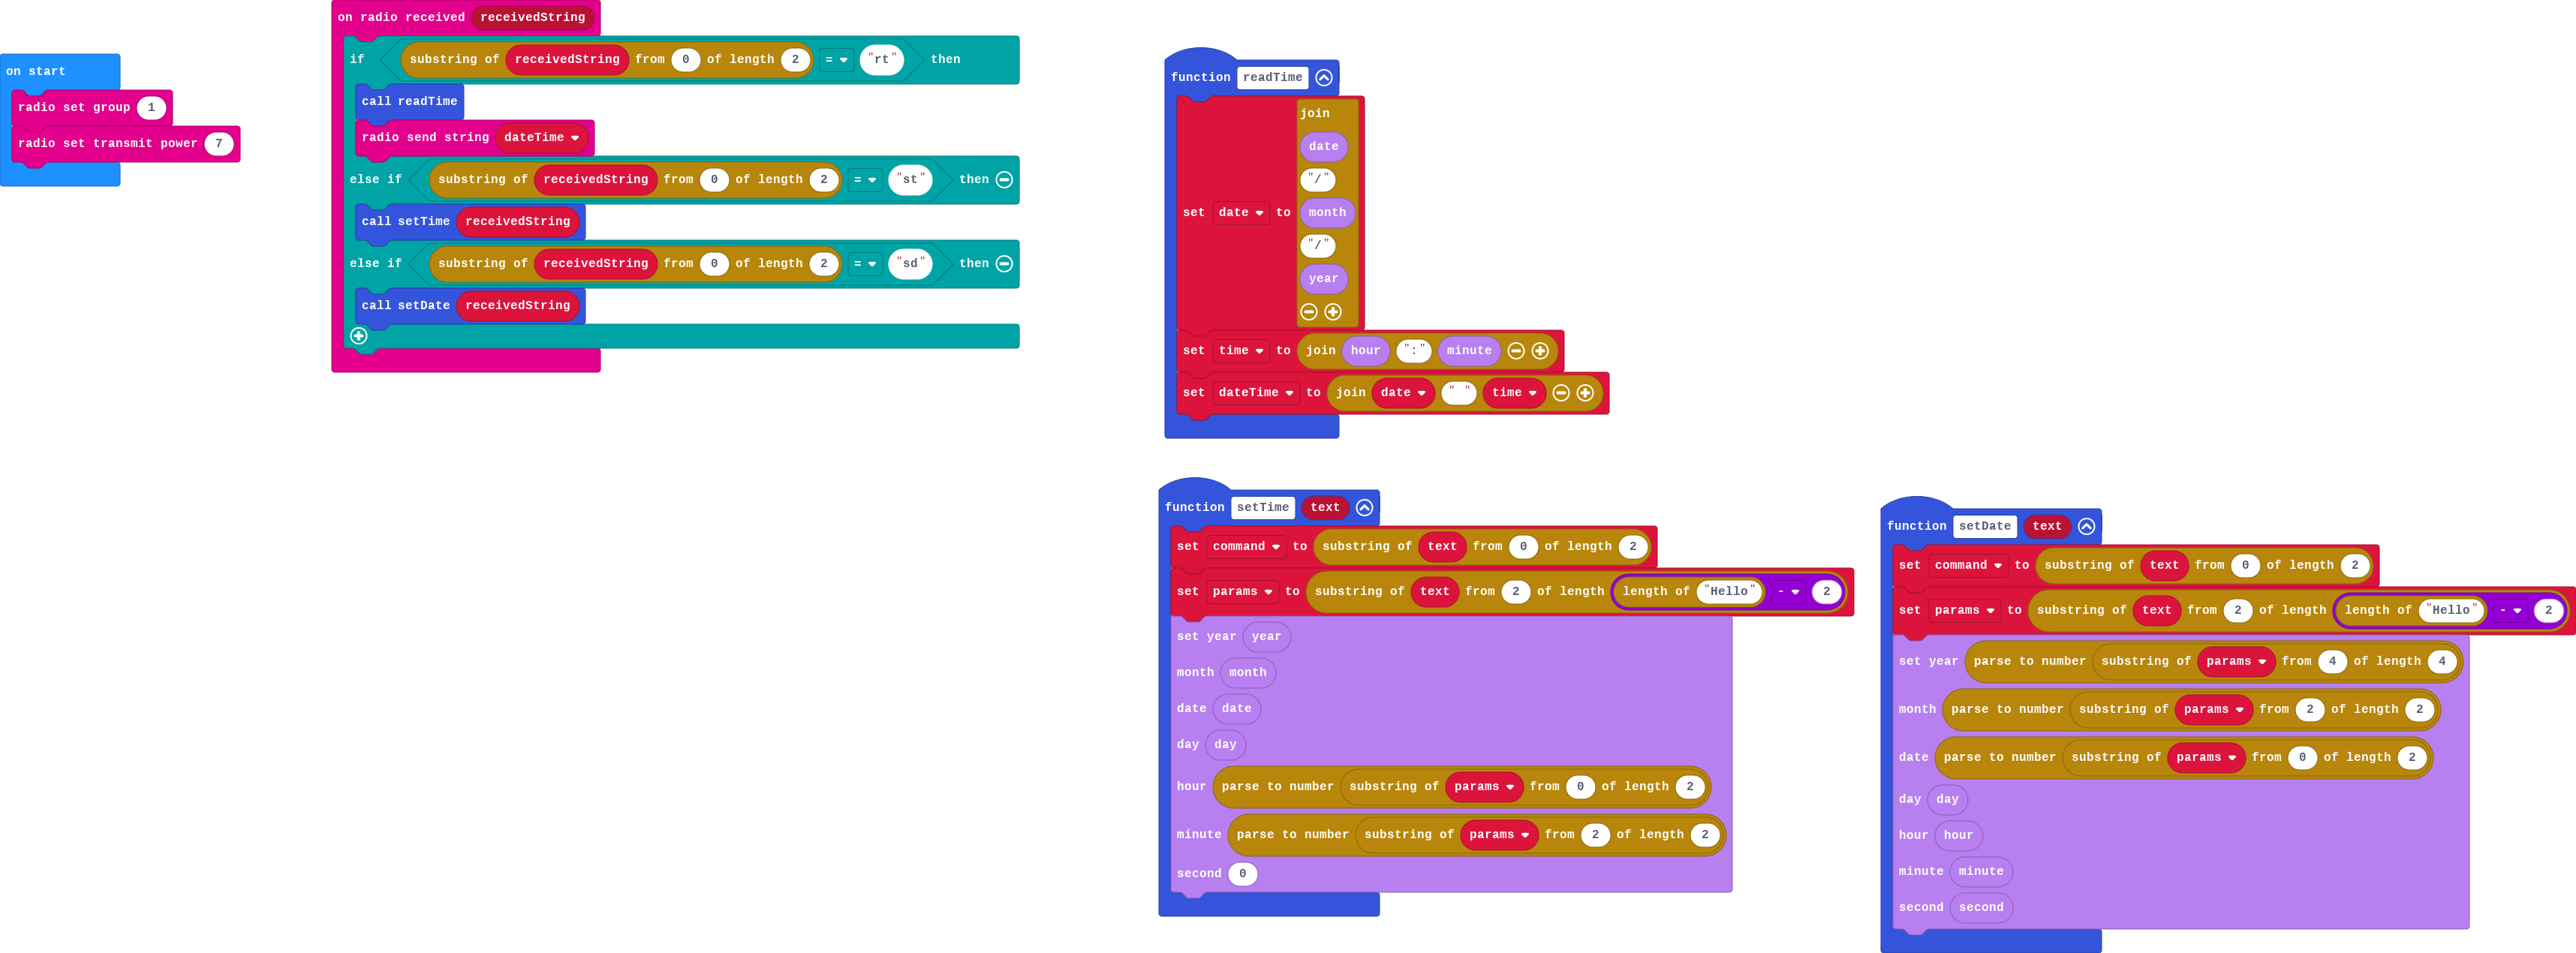 on start
radio set group 1
radio set transmit power 7
on radio received receivedString
if substring of receivedString from 0 of length 2 = "rt" then
call readTime
radio send string dateTime
else if substring of receivedString from 0 of length 2 = "st" then
call setTime receivedString
else if substring of receivedString from 0 of length 2 = "sd" then
call setDate receivedString
function readTime
join
date
"/"
set date to month
"/"
year
set time to join hour ":" minute
set dateTime to join date " " time
function setTime text
set command to substring of text from 0 of length 2
set params to substring of text from 2 of length length of "Hello" - 2
set year year
month month
date date
day day
hour parse to number substring of params from 0 of length 2
minute parse to number substring of params from 2 of length 2
second 0
function setDate text
set command to substring of text from 0 of length 2
set params to substring of text from 2 of length length of "Hello" - 2
set year parse to number substring of params from 4 of length 4
month parse to number substring of params from 2 of length 2
date parse to number substring of params from 0 of length 2
day day
hour hour
minute minute
second second